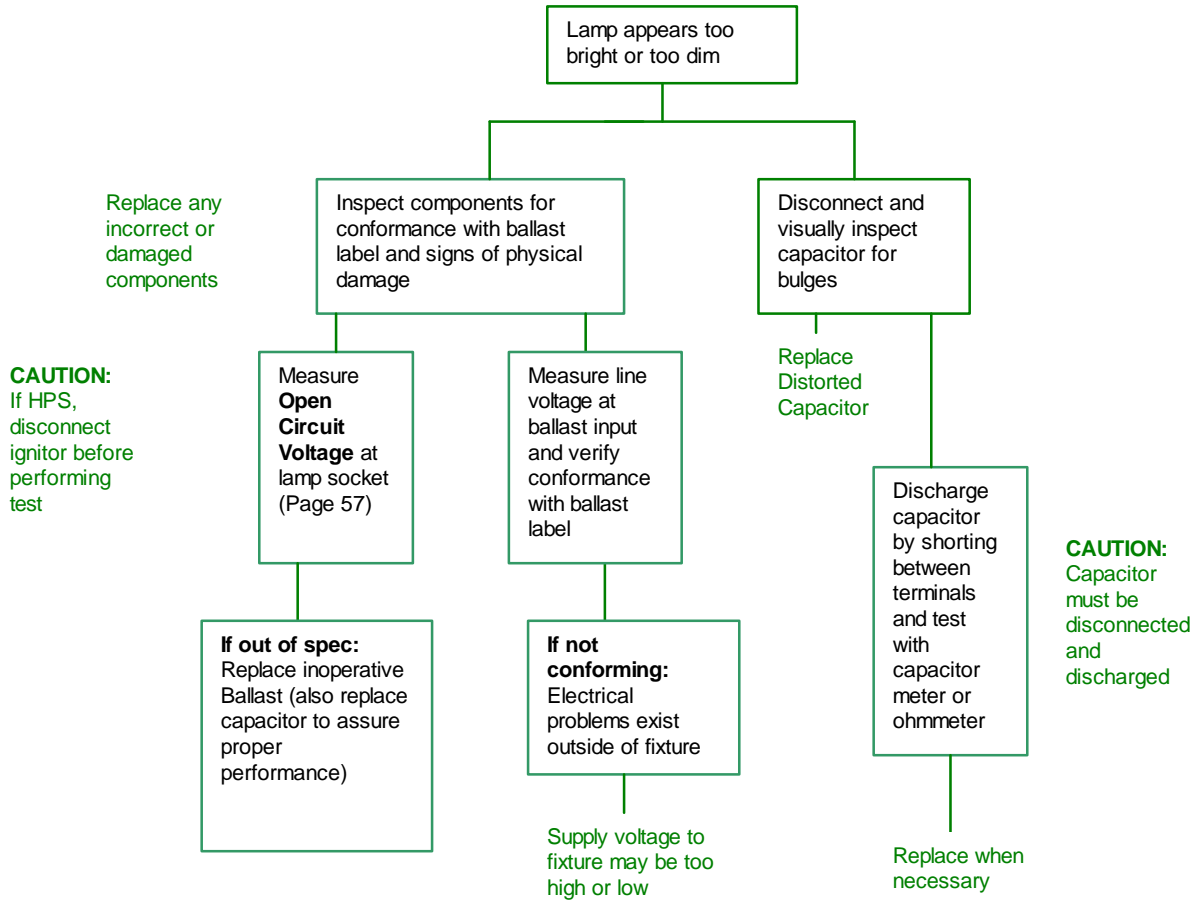 Lamp appears too
bright or too dim
Replace any
incorrect or
damaged
components
Inspect components for
conformance with ballast
label and signs of physical
damage
Disconnect and
visually inspect
capacitor for
bulges
CAUTION:
If HPS,
disconnect
ignitor before
performing
test
Measure
Open
Circuit
Voltage at
lamp socket
(Page 57)
Measure line
voltage at
ballast input
and verify
conformance
with ballast
label
Replace
Distorted
Capacitor
Discharge
capacitor
by shorting
between
terminals
and test
with
capacitor
meter or
ohmmeter
CAUTION:
Capacitor
must be
disconnected
and
discharged
If out of spec:
Replace inoperative
Ballast (also replace
capacitor to assure
proper
performance)
If not
conforming:
Electrical
problems exist
outside of fixture
Supply voltage to
fixture may be too
high or low
Replace when
necessary